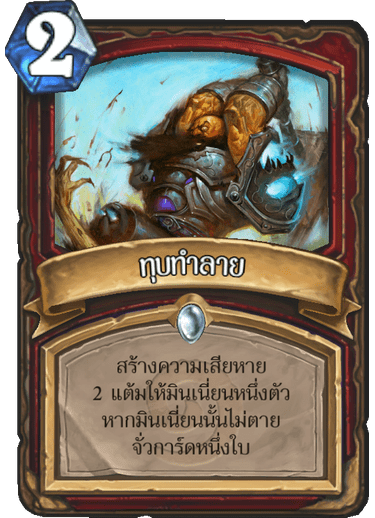 2
ทุบทำลาย
สร้างความเสียหาย
2 แต้มให้มินเนี่ยนหนึ่งตัว
หากมินเนี่ยนนั้นไม่ตาย
จั่วการ์ดหนึ่งใบ